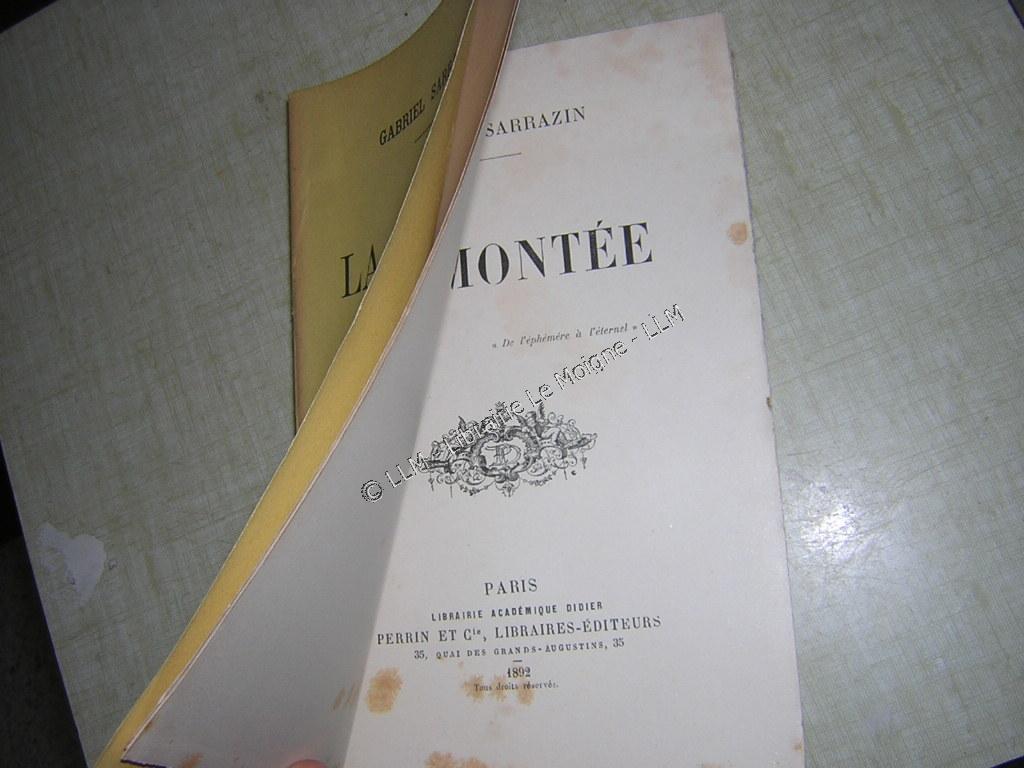 GABRIEL
SARRAZIN
LA MONTÉE
« De l'éphémère à l'éternel »
© LLM - Librairie Le Moigne - LLM
PARIS
LIBRAIRIE ACADÉMIQUE DIDIER
PERRIN ET Cie, LIBRAIRES-ÉDITEURS
35, QUAI DES GRANDS-AUGUSTINS, 35
1892
Tous droits réservés.